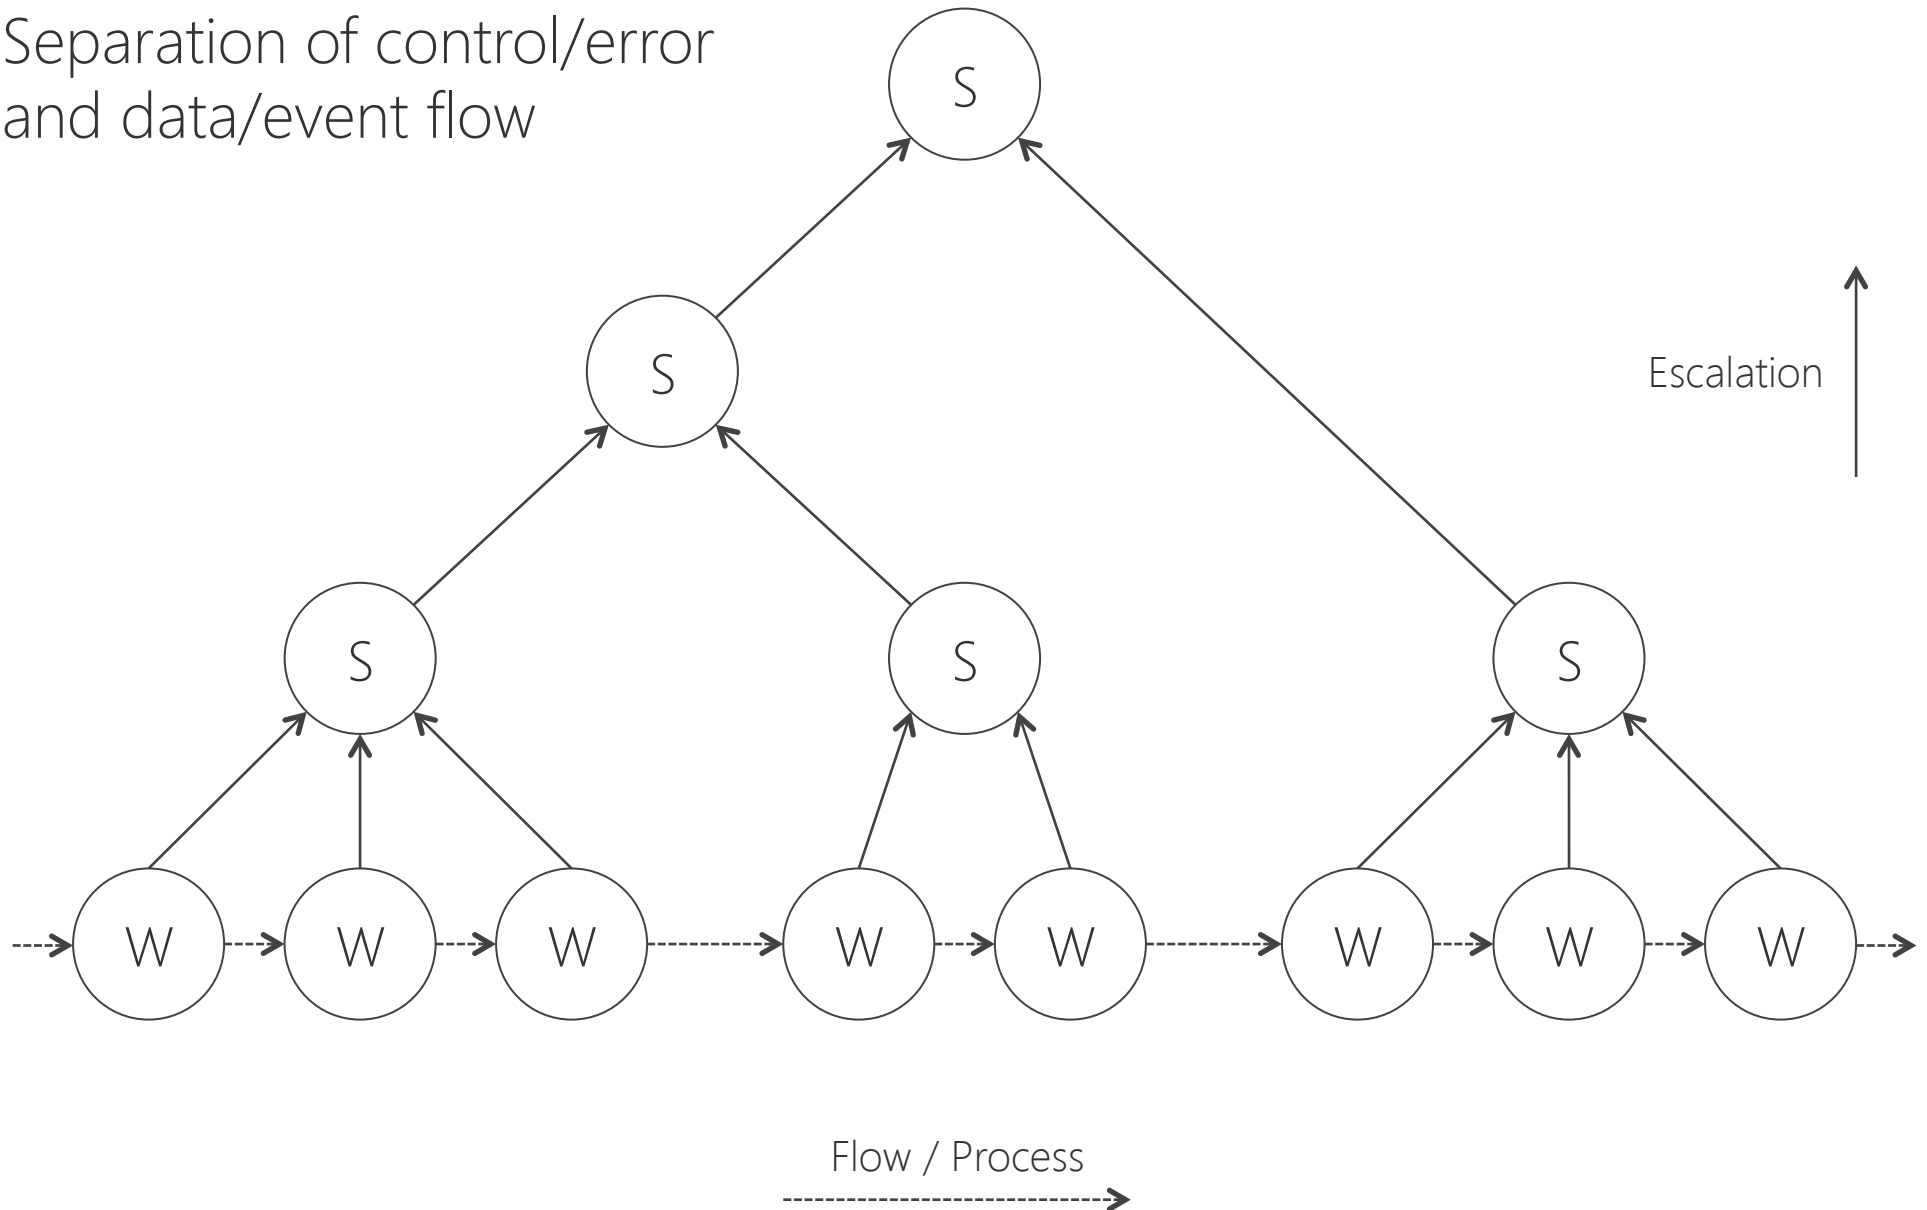 Separation of control/error
and data/event flow
S
S
Escalation
S
S
S
W
W
W
W
W
W
W
W
Flow / Process